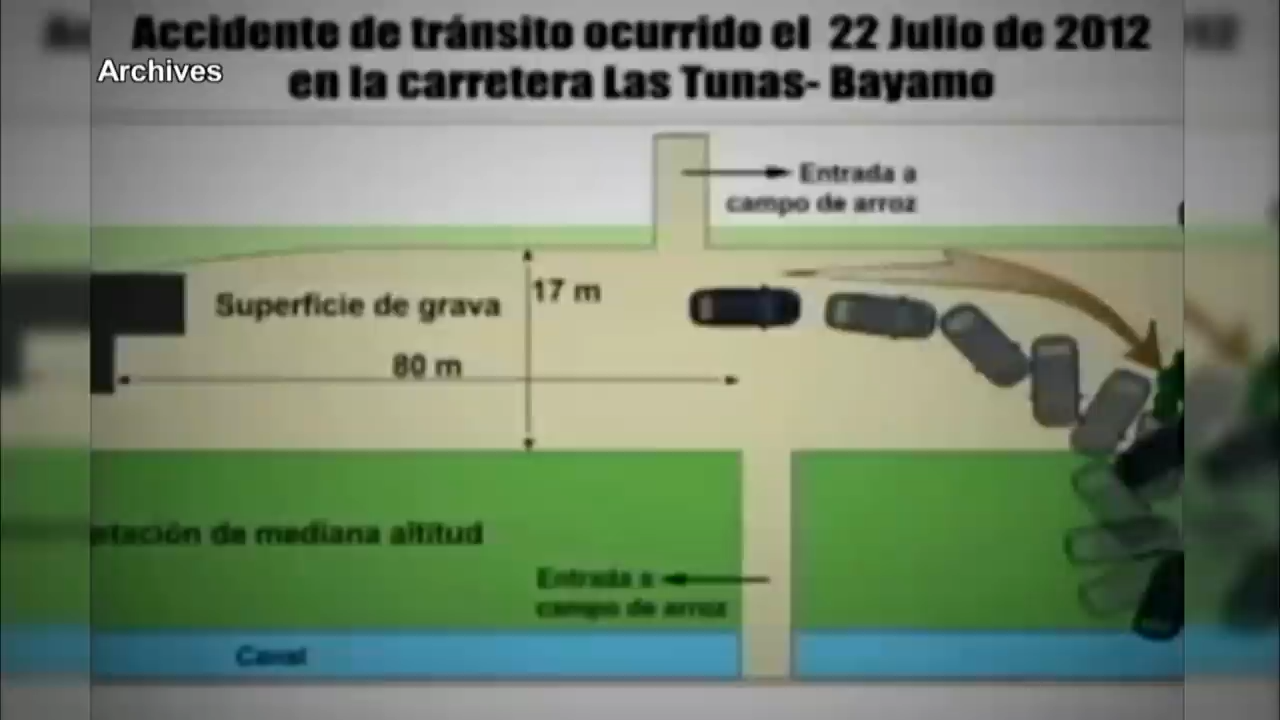 Accidente de tránsito ocurrido el 22 Julio de 2012
Archives
en la carretera Las Tunas- Bayamo
Entrada a
campo de arroz
17 m
Superficie de grava
80 m
etación de mediana altitud
Entrada a
campo de arroz
Canal